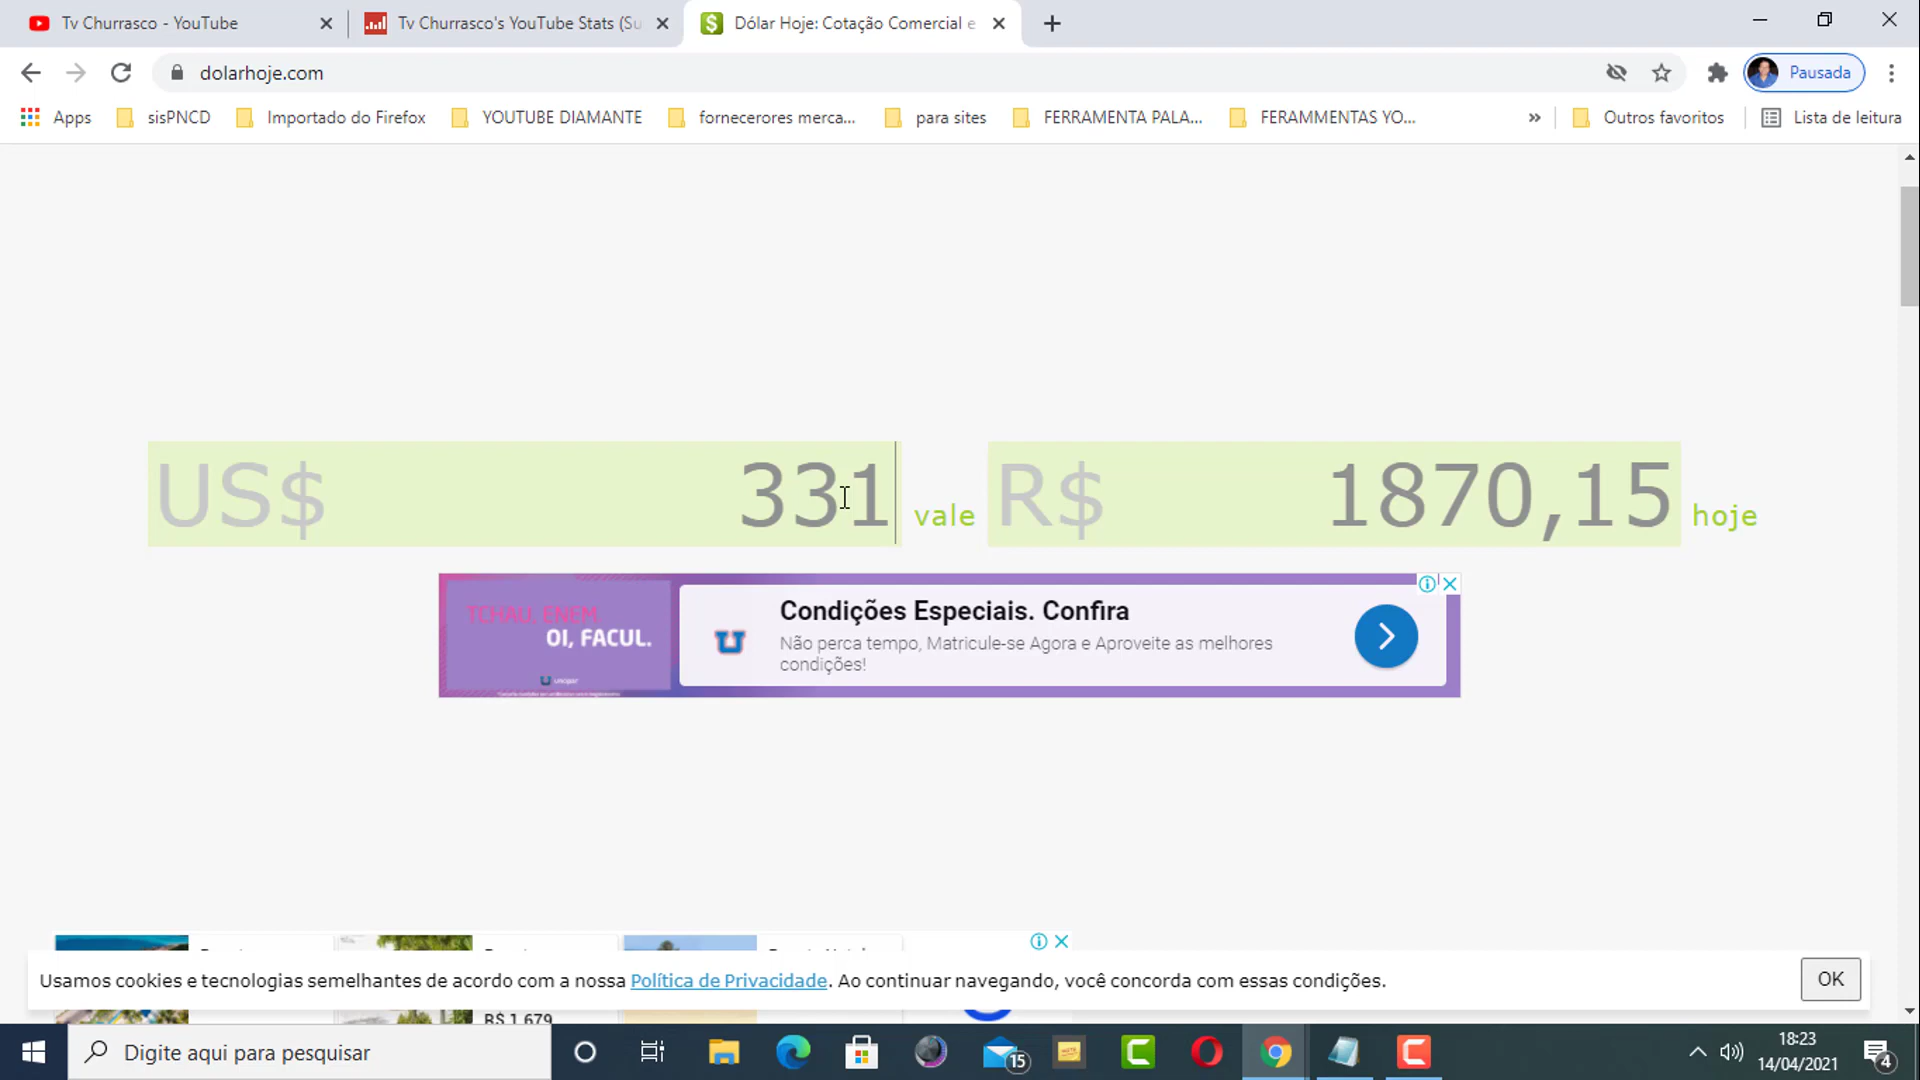 Tv Churrasco - YouTube
Tv Churrasco's YouTube Stats (Su
Dólar Hoje: Cotação Comercial e
dolarhoje.com
Pausada
Apps
sisPNCD
Importado do Firefox
YOUTUBE DIAMANTE
fornecerores merca...
para sites
FERRAMENTA PALA...
FERAMMENTAS YO...
Outros favoritos
Lista de leitura
US$ 331 vale R$ 1870,15 hoje
TCHAU, ENEM.
OI, FACUL.
unopar
Condições Especiais. Confira
Não perca tempo, Matricule-se Agora e Aproveite as melhores
condições!
Usamos cookies e tecnologias semelhantes de acordo com a nossa Política de Privacidade. Ao continuar navegando, você concorda com essas condições.
OK
R$ 1.679
Digite aqui para pesquisar
15
18:23
14/04/2021
4